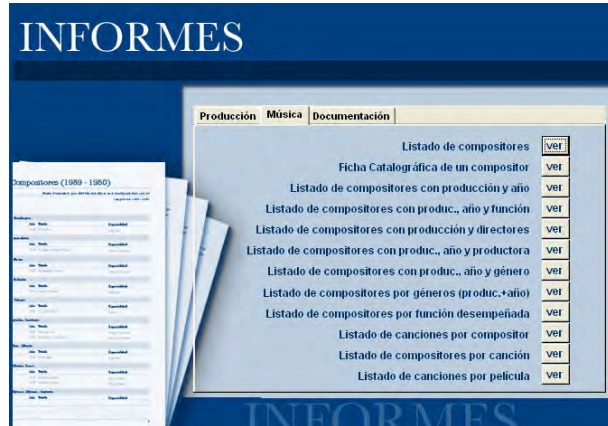 INFORMES
Producción Música Documentación
Listado de compositores ver
Ficha Catalográfica de un compositor ver
Listado de compositores con producción y año ver
Listado de compositores con produc., año y función ver
Listado de compositores con producción y directores ver
Listado de compositores con produc., año y productora ver
Listado de compositores con produc., año y género ver
Listado de compositores por géneros (produc.+año) ver
Listado de compositores por función desempeñada ver
Listado de canciones por compositor ver
Listado de compositores por canción ver
Listado de canciones por película ver
Compositores (1989 - 1950)
INFORMES